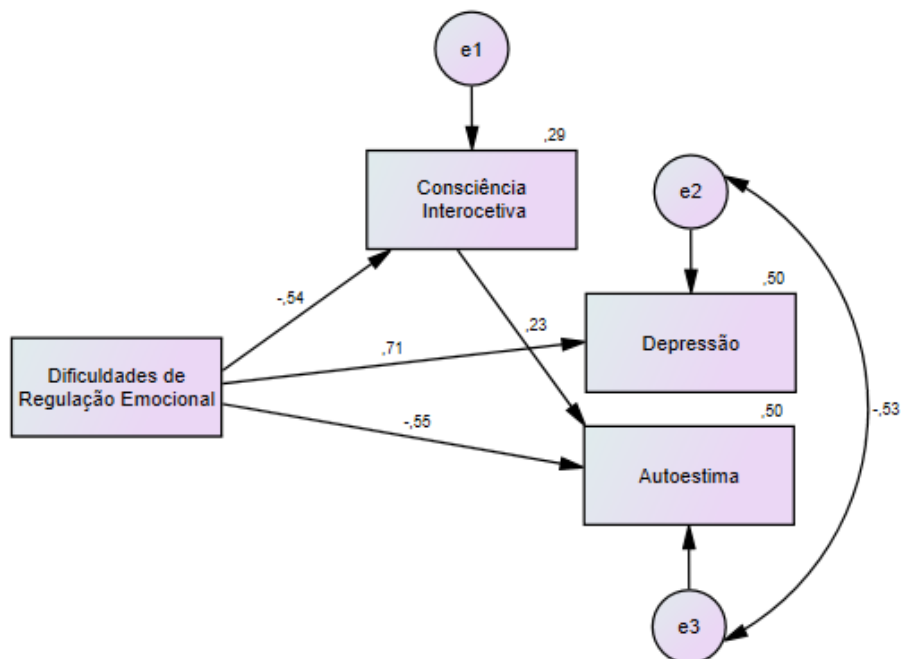 e1
,29
Consciência
Interocetiva
e2
-,54
,50
,23
Depressão
,71
Dificuldades de
Regulação Emocional
,50
-,53
-,55
Autoestima
e3